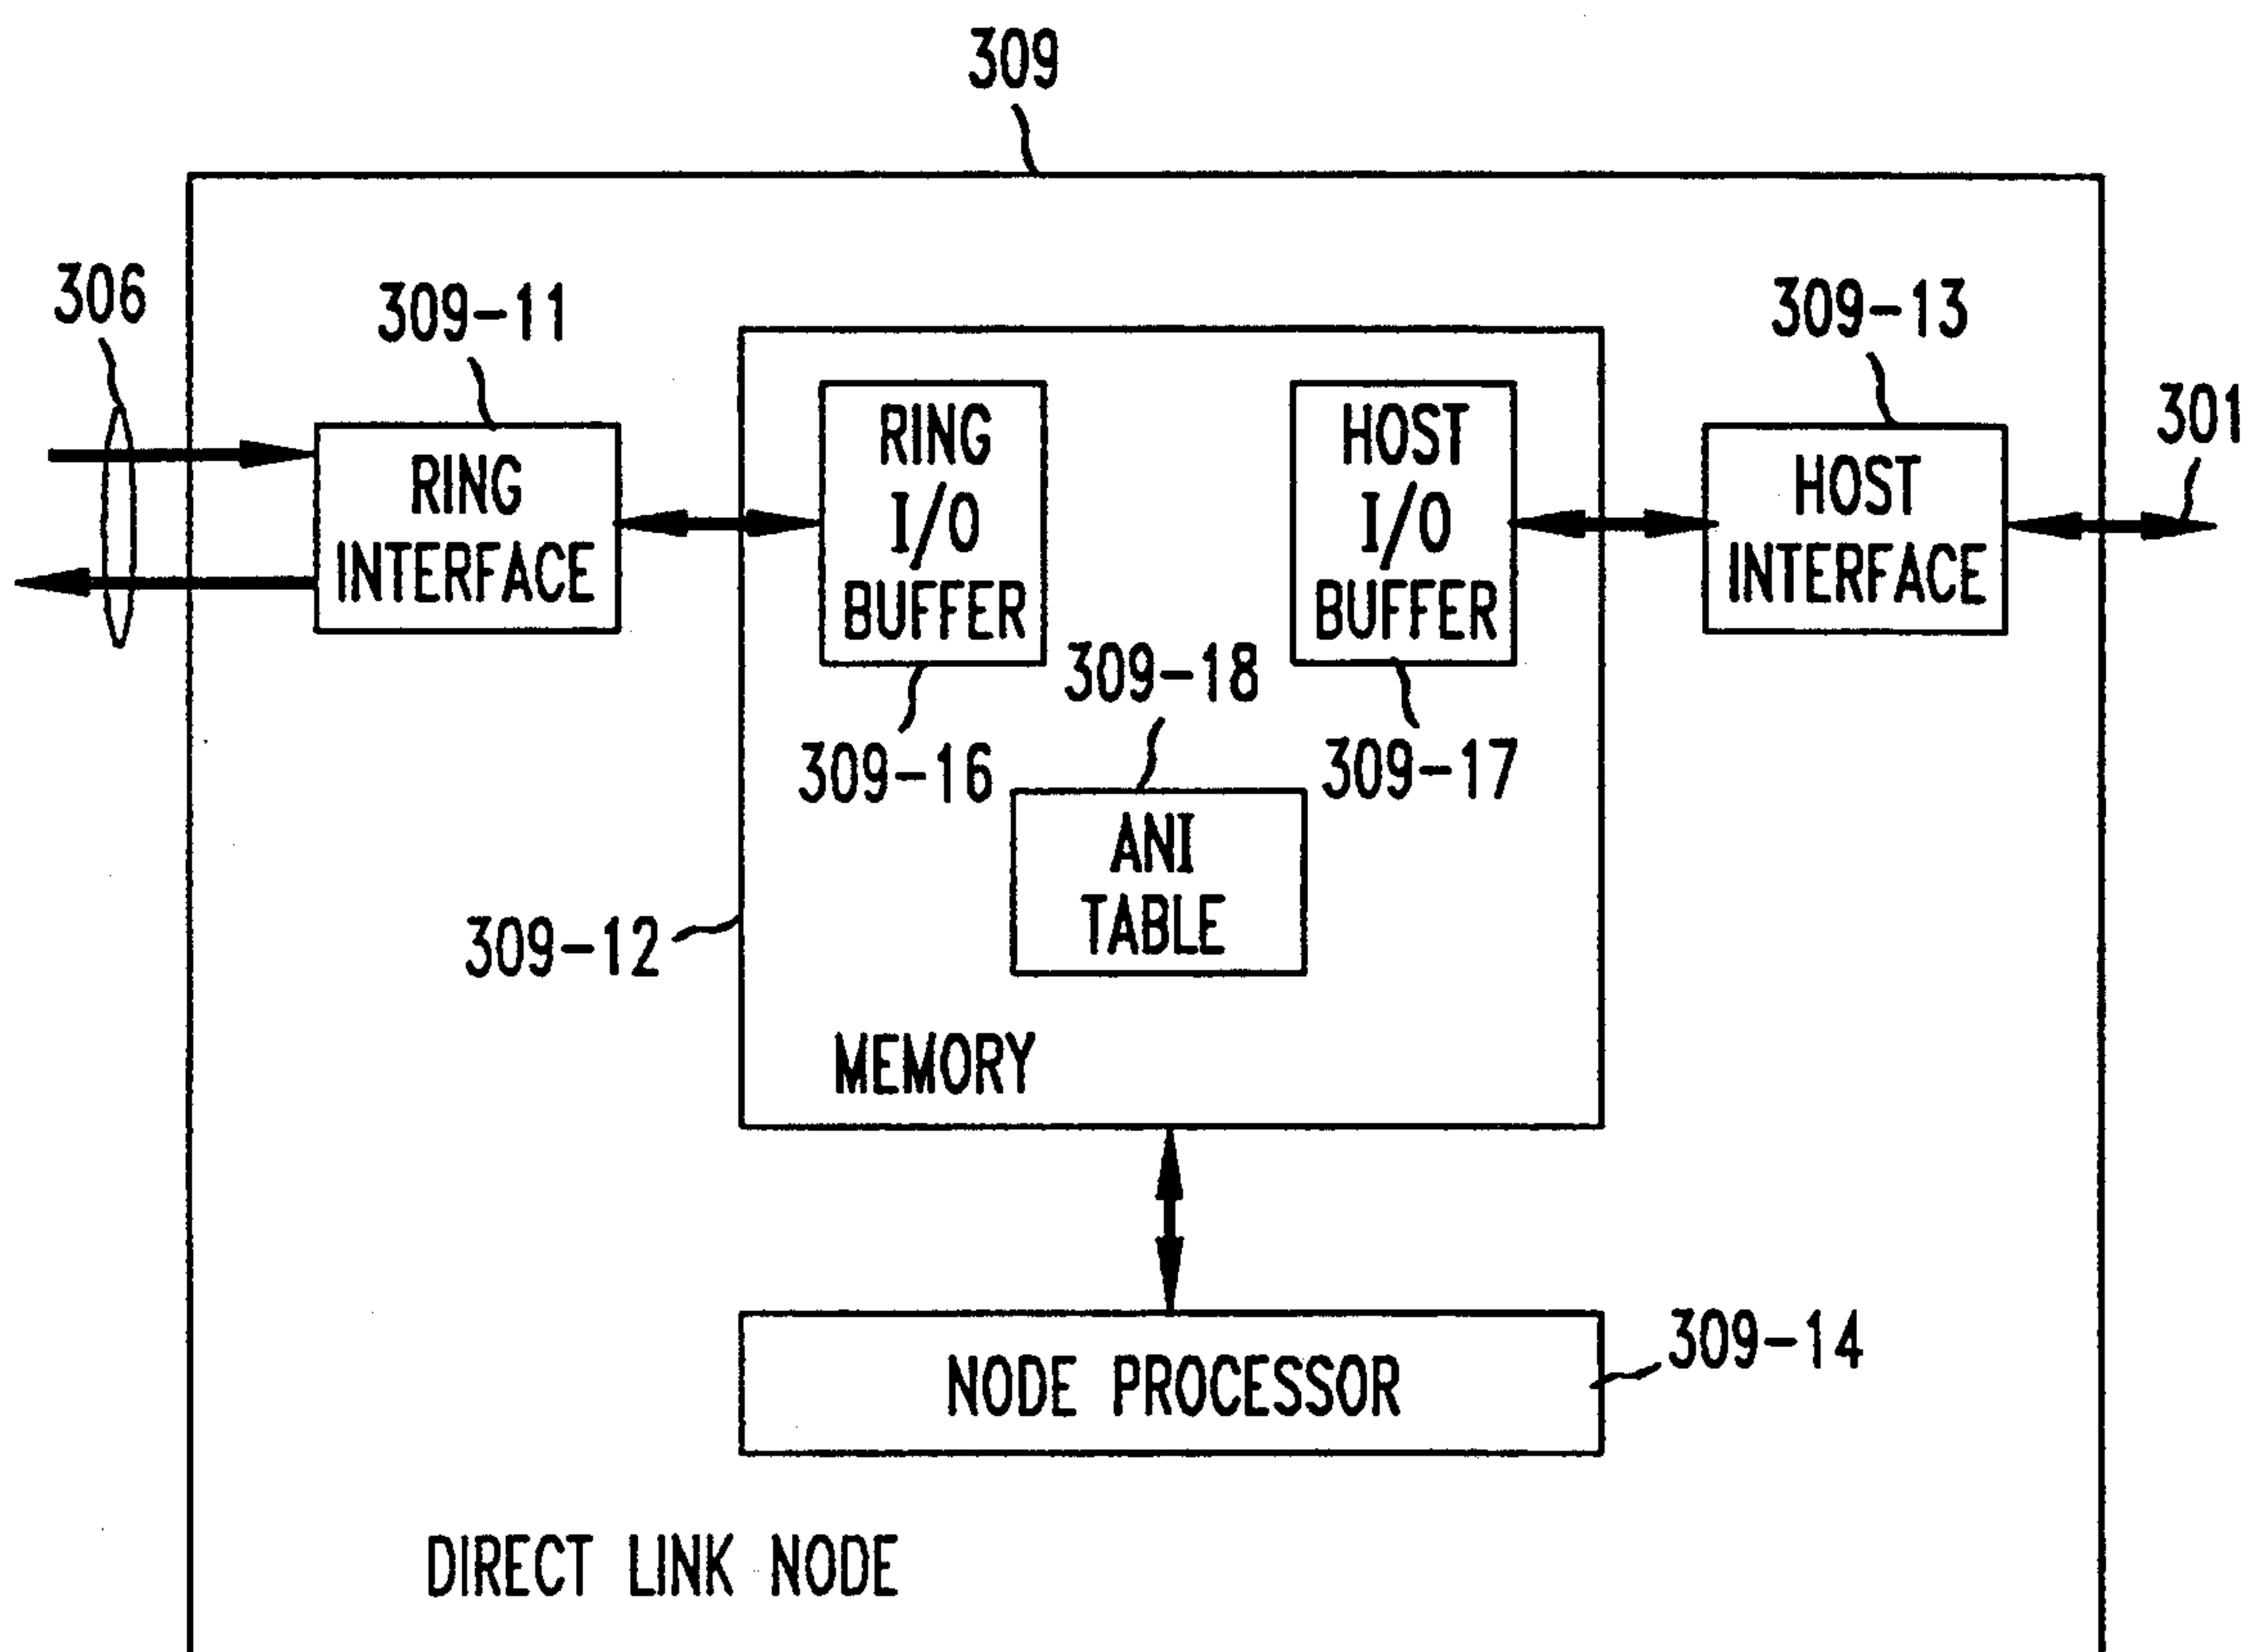 309
306
309-11
309-13
301
RING
INTERFACE
RING
I/O
BUFFER
HOST
I/O
BUFFER
HOST
INTERFACE
309-18
309-16
309-17
ANI
TABLE
309-12
MEMORY
NODE PROCESSOR
309-14
DIRECT LINK NODE